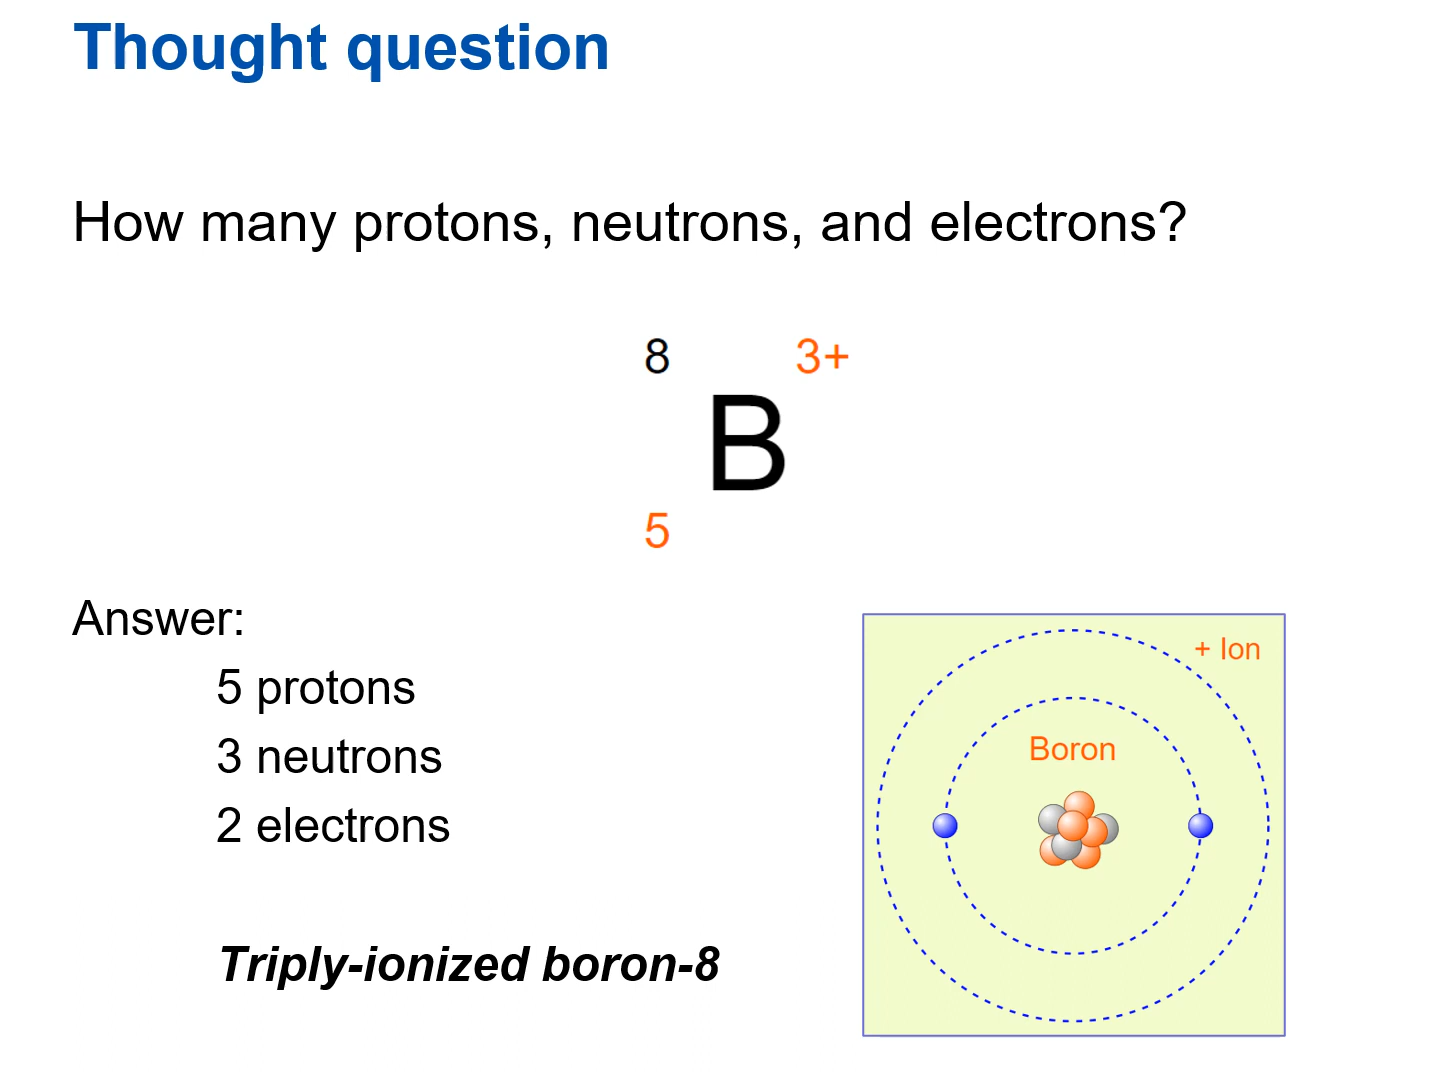 Thought question
How many protons, neutrons, and electrons?
8 3+
B
5
Answer:
5 protons
3 neutrons
2 electrons
Triply-ionized boron-8
+ Ion
Boron